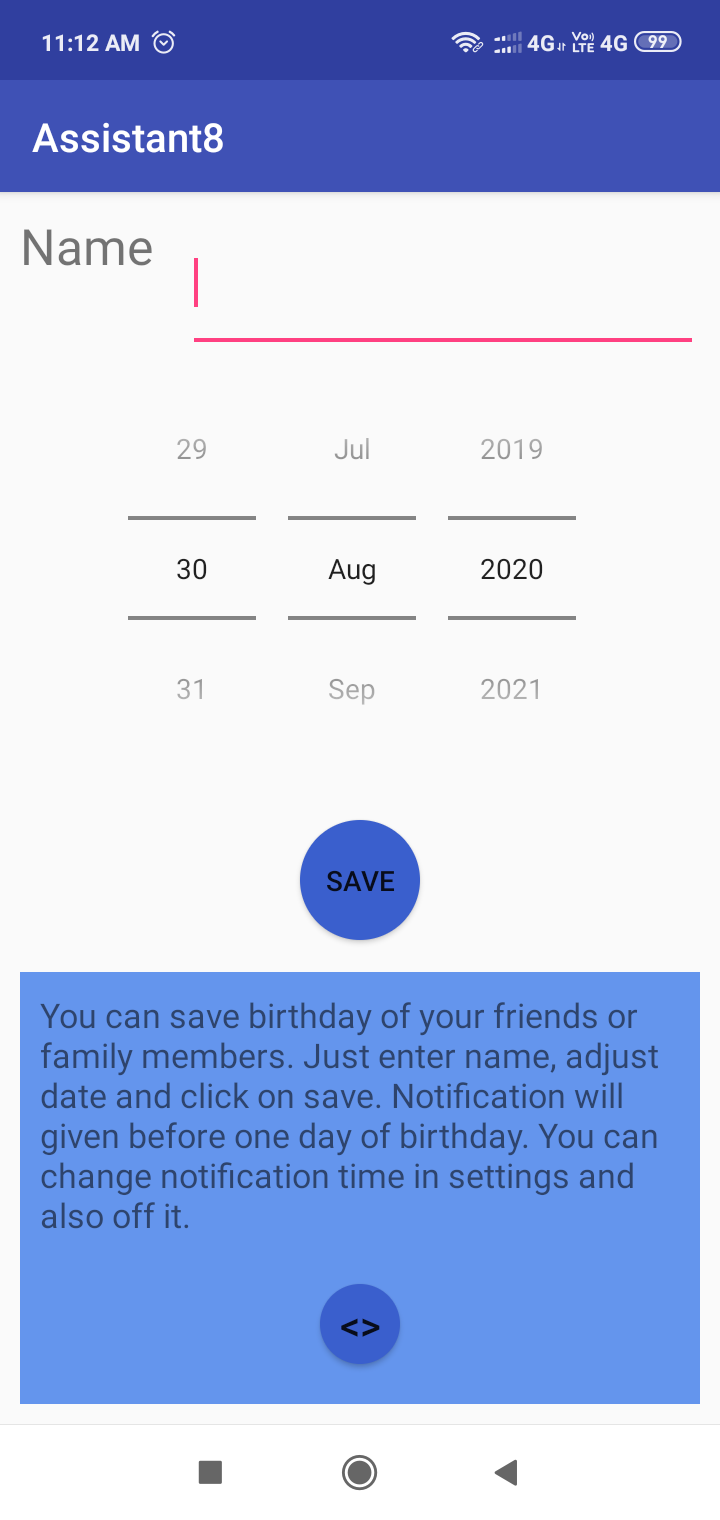 11:12 AM 4G Vo) LTE 4G 99
Assistant8
Name
29 Jul 2019
30 Aug 2020
31 Sep 2021
SAVE
You can save birthday of your friends or
family members. Just enter name, adjust
date and click on save. Notification will
given before one day of birthday. You can
change notification time in settings and
also off it.
<>